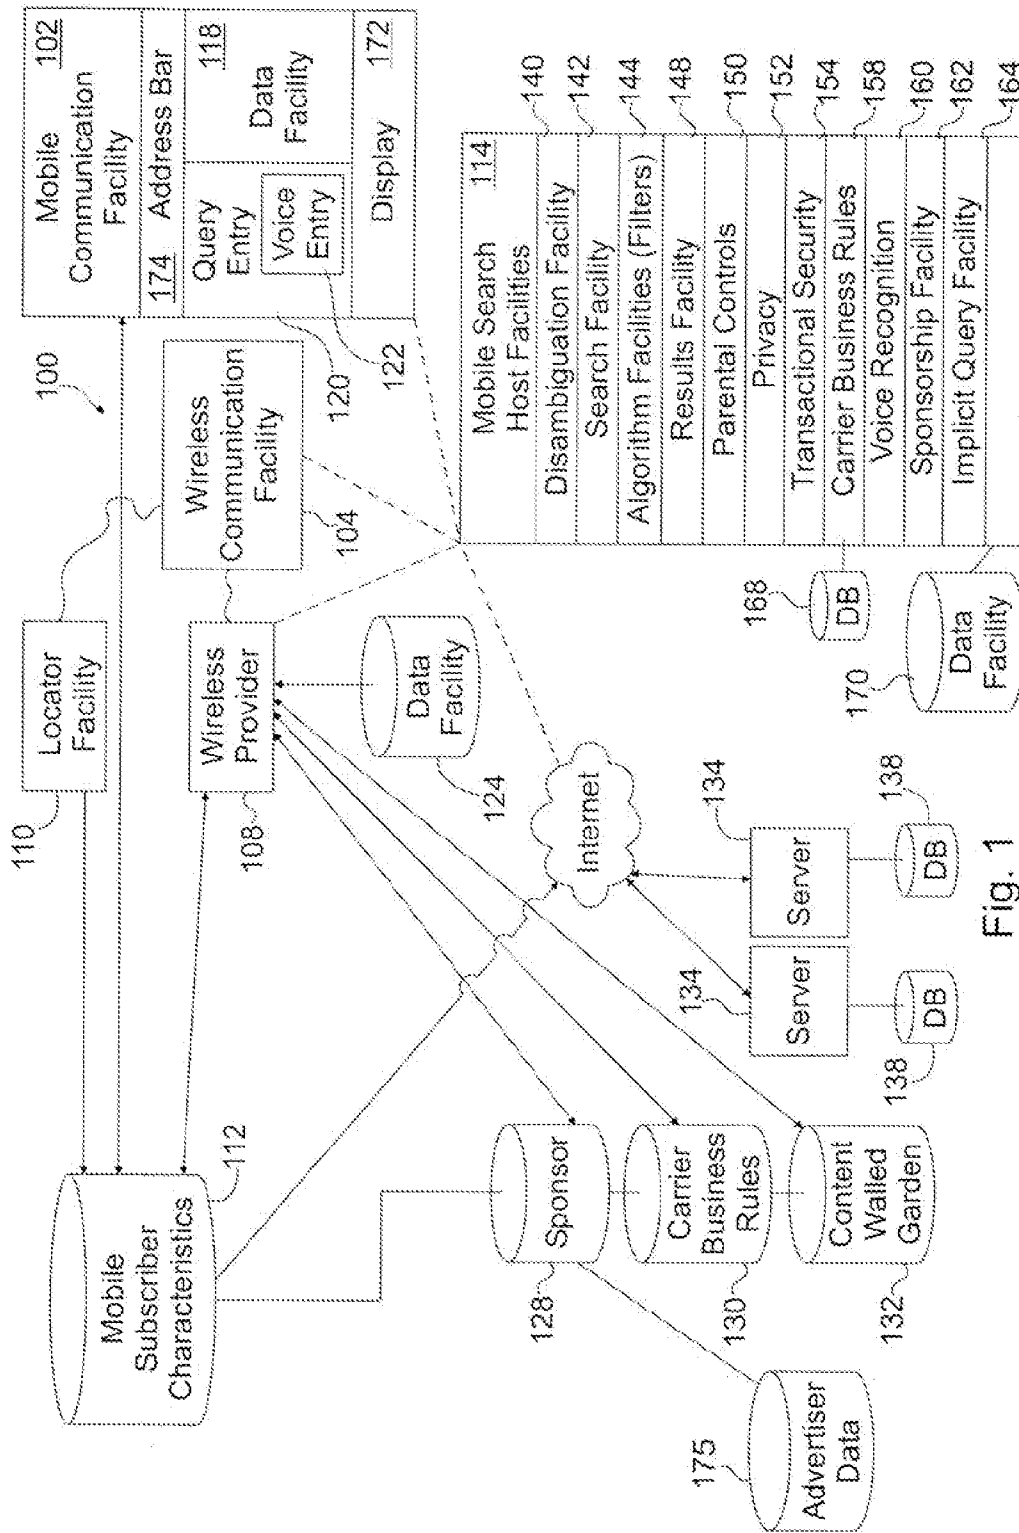 100
Mobile
Communication
Facility
102
174
Address Bar
Query
Entry
Voice
Entry
118
Data
Facility
Display
172
120
122
Locator
Facility
110
Wireless
Communication
Facility
104
Wireless
Provider
108
Data
Facility
124
Mobile
Subscriber
Characteristics
112
Sponsor
128
Carrier
Business
Rules
130
Content
Walled
Garden
132
Advertiser
Data
175
Internet
Server
134
Server
134
DB
138
DB
138
Mobile Search
Host Facilities
114
Disambiguation Facility
140
Search Facility
142
Algorithm Facilities (Filters)
144
Results Facility
148
Parental Controls
150
Privacy
152
Transactional Security
154
Carrier Business Rules
158
Voice Recognition
160
Sponsorship Facility
162
Implicit Query Facility
164
DB
168
Data
Facility
170
Fig. 1